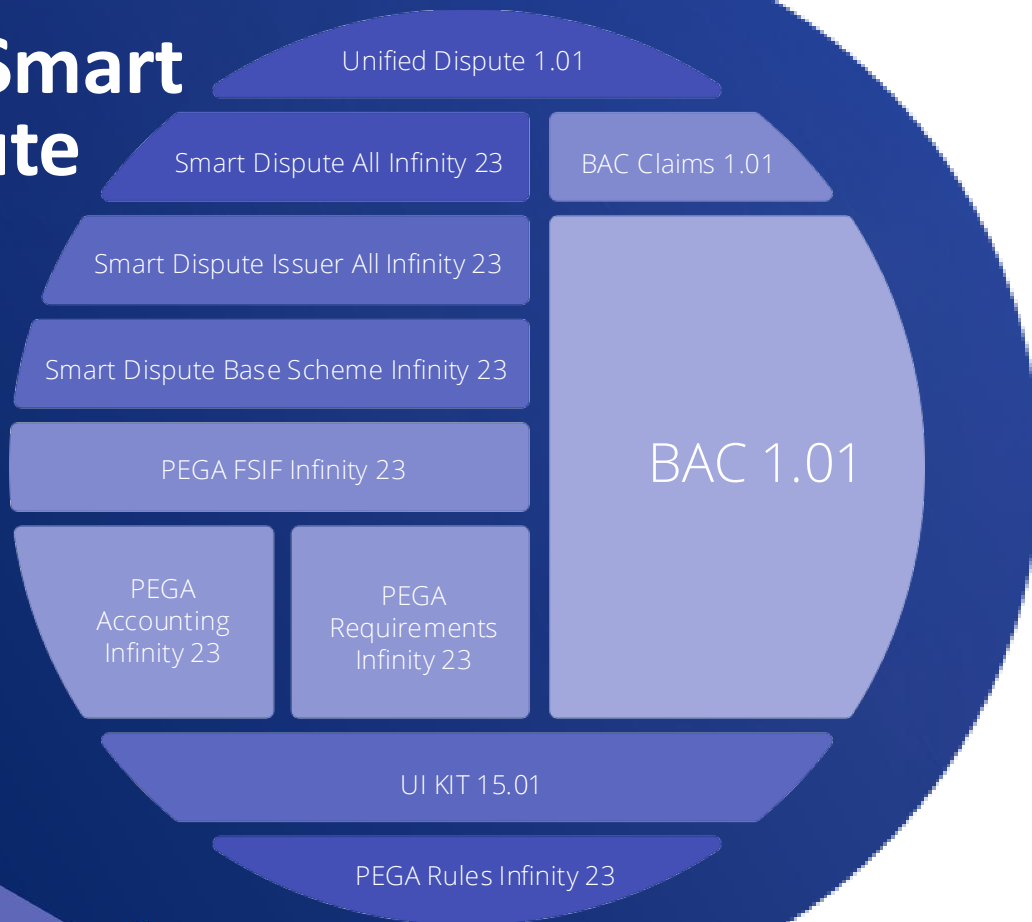 Smart
Unified Dispute 1.01
Smart Dispute All Infinity 23
BAC Claims 1.01
Smart Dispute Issuer All Infinity 23
Smart Dispute Base Scheme Infinity 23
BAC 1.01
PEGA FSIF Infinity 23
PEGA
Accounting
Infinity 23
PEGA
Requirements
Infinity 23
UI KIT 15.01
PEGA Rules Infinity 23